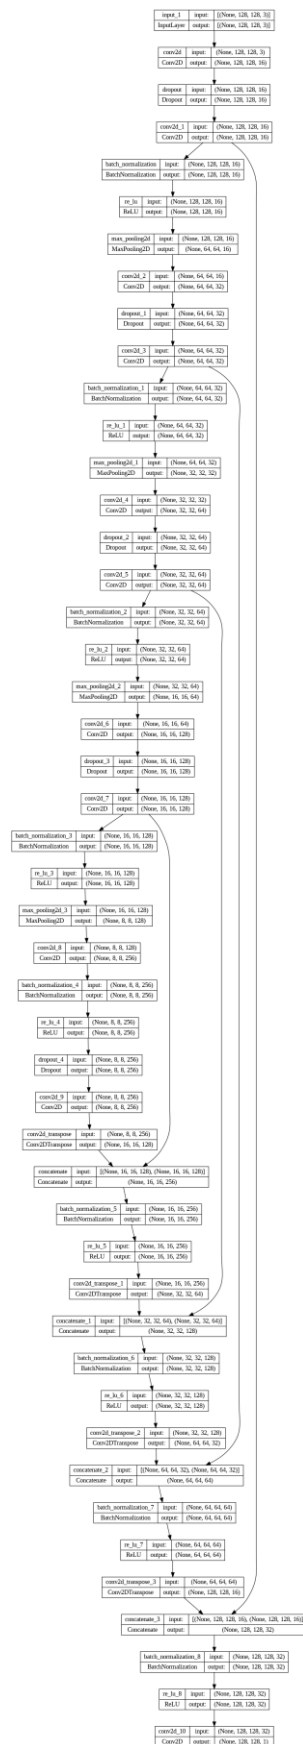 input_1 input: [(None, 128, 128, 3)]
InputLayer output: [(None, 128, 128, 3)]
conv2d input: (None, 128, 128, 3)
Conv2D output: (None, 128, 128, 16)
dropout input: (None, 128, 128, 16)
Dropout output: (None, 128, 128, 16)
conv2d_1 input: (None, 128, 128, 16)
Conv2D output: (None, 128, 128, 16)
batch_normalization input: (None, 128, 128, 16)
BatchNormalization output: (None, 128, 128, 16)
re_lu input: (None, 128, 128, 16)
ReLU output: (None, 128, 128, 16)
max_pooling2d input: (None, 128, 128, 16)
MaxPooling2D output: (None, 64, 64, 16)
conv2d_2 input: (None, 64, 64, 16)
Conv2D output: (None, 64, 64, 32)
dropout_1 input: (None, 64, 64, 32)
Dropout output: (None, 64, 64, 32)
conv2d_3 input: (None, 64, 64, 32)
Conv2D output: (None, 64, 64, 32)
batch_normalization_1 input: (None, 64, 64, 32)
BatchNormalization output: (None, 64, 64, 32)
re_lu_1 input: (None, 64, 64, 32)
ReLU output: (None, 64, 64, 32)
max_pooling2d_1 input: (None, 64, 64, 32)
MaxPooling2D output: (None, 32, 32, 32)
conv2d_4 input: (None, 32, 32, 32)
Conv2D output: (None, 32, 32, 64)
dropout_2 input: (None, 32, 32, 64)
Dropout output: (None, 32, 32, 64)
conv2d_5 input: (None, 32, 32, 64)
Conv2D output: (None, 32, 32, 64)
batch_normalization_2 input: (None, 32, 32, 64)
BatchNormalization output: (None, 32, 32, 64)
re_lu_2 input: (None, 32, 32, 64)
ReLU output: (None, 32, 32, 64)
max_pooling2d_2 input: (None, 32, 32, 64)
MaxPooling2D output: (None, 16, 16, 64)
conv2d_6 input: (None, 16, 16, 64)
Conv2D output: (None, 16, 16, 128)
dropout_3 input: (None, 16, 16, 128)
Dropout output: (None, 16, 16, 128)
conv2d_7 input: (None, 16, 16, 128)
Conv2D output: (None, 16, 16, 128)
batch_normalization_3 input: (None, 16, 16, 128)
BatchNormalization output: (None, 16, 16, 128)
re_lu_3 input: (None, 16, 16, 128)
ReLU output: (None, 16, 16, 128)
max_pooling2d_3 input: (None, 16, 16, 128)
MaxPooling2D output: (None, 8, 8, 128)
conv2d_8 input: (None, 8, 8, 128)
Conv2D output: (None, 8, 8, 256)
batch_normalization_4 input: (None, 8, 8, 256)
BatchNormalization output: (None, 8, 8, 256)
re_lu_4 input: (None, 8, 8, 256)
ReLU output: (None, 8, 8, 256)
dropout_4 input: (None, 8, 8, 256)
Dropout output: (None, 8, 8, 256)
conv2d_9 input: (None, 8, 8, 256)
Conv2D output: (None, 8, 8, 256)
conv2d_transpose input: (None, 8, 8, 256)
Conv2DTranspose output: (None, 16, 16, 128)
concatenate input: [(None, 16, 16, 128), (None, 16, 16, 128)]
Concatenate output: (None, 16, 16, 256)
batch_normalization_5 input: (None, 16, 16, 256)
BatchNormalization output: (None, 16, 16, 256)
re_lu_5 input: (None, 16, 16, 256)
ReLU output: (None, 16, 16, 256)
conv2d_transpose_1 input: (None, 16, 16, 256)
Conv2DTranspose output: (None, 32, 32, 64)
concatenate_1 input: [(None, 32, 32, 64), (None, 32, 32, 64)]
Concatenate output: (None, 32, 32, 128)
batch_normalization_6 input: (None, 32, 32, 128)
BatchNormalization output: (None, 32, 32, 128)
re_lu_6 input: (None, 32, 32, 128)
ReLU output: (None, 32, 32, 128)
conv2d_transpose_2 input: (None, 32, 32, 128)
Conv2DTranspose output: (None, 64, 64, 32)
concatenate_2 input: [(None, 64, 64, 32), (None, 64, 64, 32)]
Concatenate output: (None, 64, 64, 64)
batch_normalization_7 input: (None, 64, 64, 64)
BatchNormalization output: (None, 64, 64, 64)
re_lu_7 input: (None, 64, 64, 64)
ReLU output: (None, 64, 64, 64)
conv2d_transpose_3 input: (None, 64, 64, 64)
Conv2DTranspose output: (None, 128, 128, 16)
concatenate_3 input: [(None, 128, 128, 16), (None, 128, 128, 16)]
Concatenate output: (None, 128, 128, 32)
batch_normalization_8 input: (None, 128, 128, 32)
BatchNormalization output: (None, 128, 128, 32)
re_lu_8 input: (None, 128, 128, 32)
ReLU output: (None, 128, 128, 32)
conv2d_10 input: (None, 128, 128, 32)
Conv2D output: (None, 128, 128, 1)